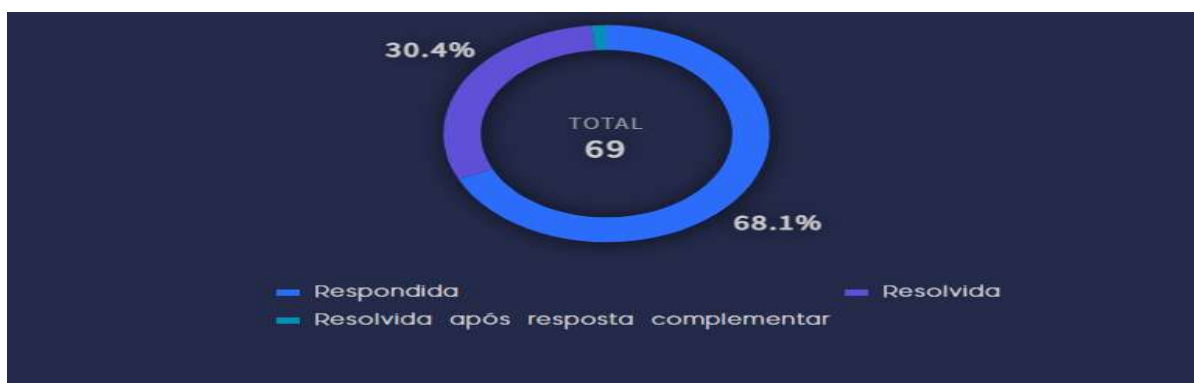 30.4%
TOTAL
69
68.1%
Respondida
Resolvida
Resolvida após resposta complementar